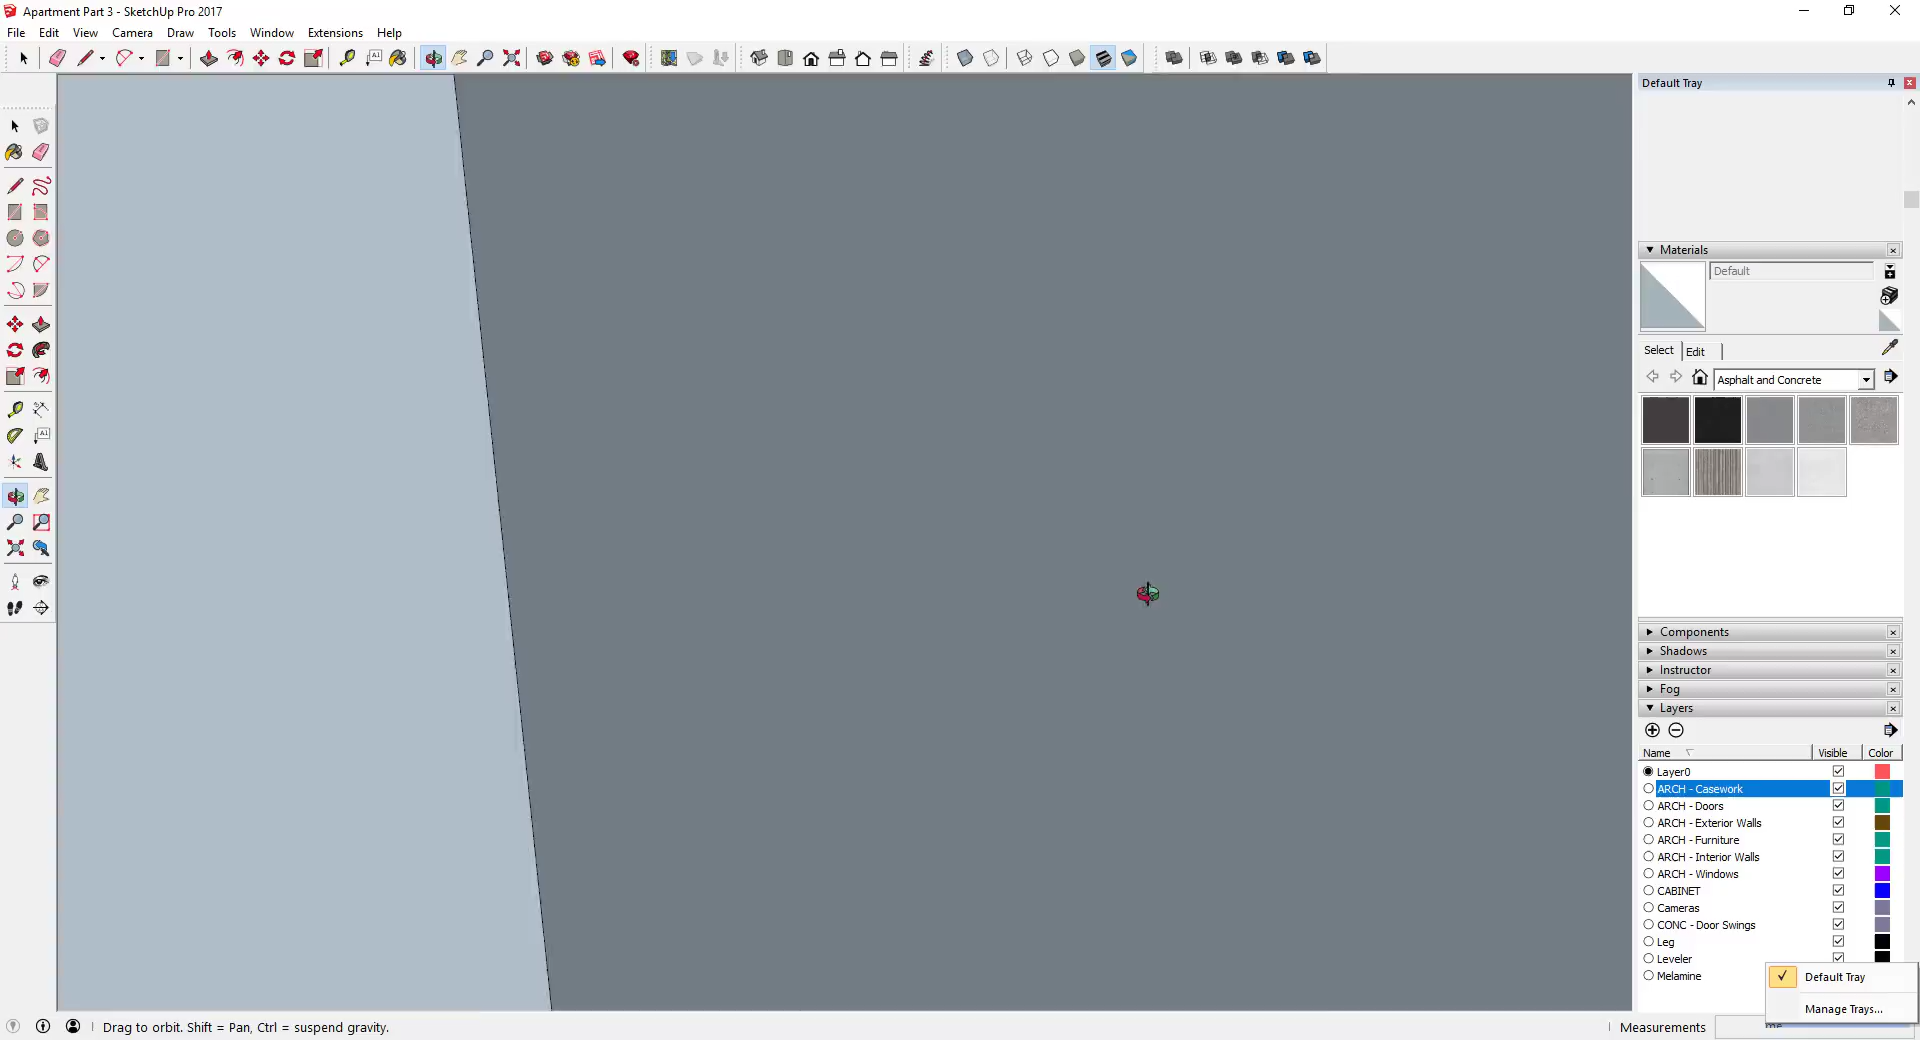 Apartment Part 3 - SketchUp Pro 2017
File Edit View Camera Draw Tools Window Extensions Help
Default Tray
Materials
Default
Select Edit
Asphalt and Concrete
Components
Shadows
Instructor
Fog
Layers
Name Visible Color
Layer0
ARCH - Casework
ARCH - Doors
ARCH - Exterior Walls
ARCH - Furniture
ARCH - Interior Walls
ARCH - Windows
CABINET
Cameras
CONC - Door Swings
Leg
Leveler
Melamine
Default Tray
Manage Trays...
Drag to orbit. Shift = Pan, Ctrl = suspend gravity.
Measurements